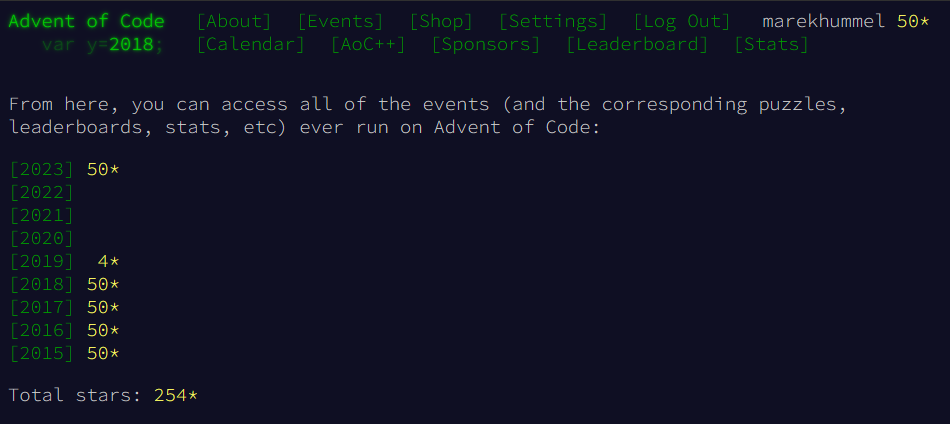 Advent of Code [About] [Events] [Shop] [Settings] [Log Out] marekhummel 50*
var y=2018; [Calendar] [AoC++] [Sponsors] [Leaderboard] [Stats]
From here, you can access all of the events (and the corresponding puzzles,
leaderboards, stats, etc) ever run on Advent of Code:
[2023] 50*
[2022]
[2021]
[2020]
[2019] 4*
[2018] 50*
[2017] 50*
[2016] 50*
[2015] 50*
Total stars: 254*